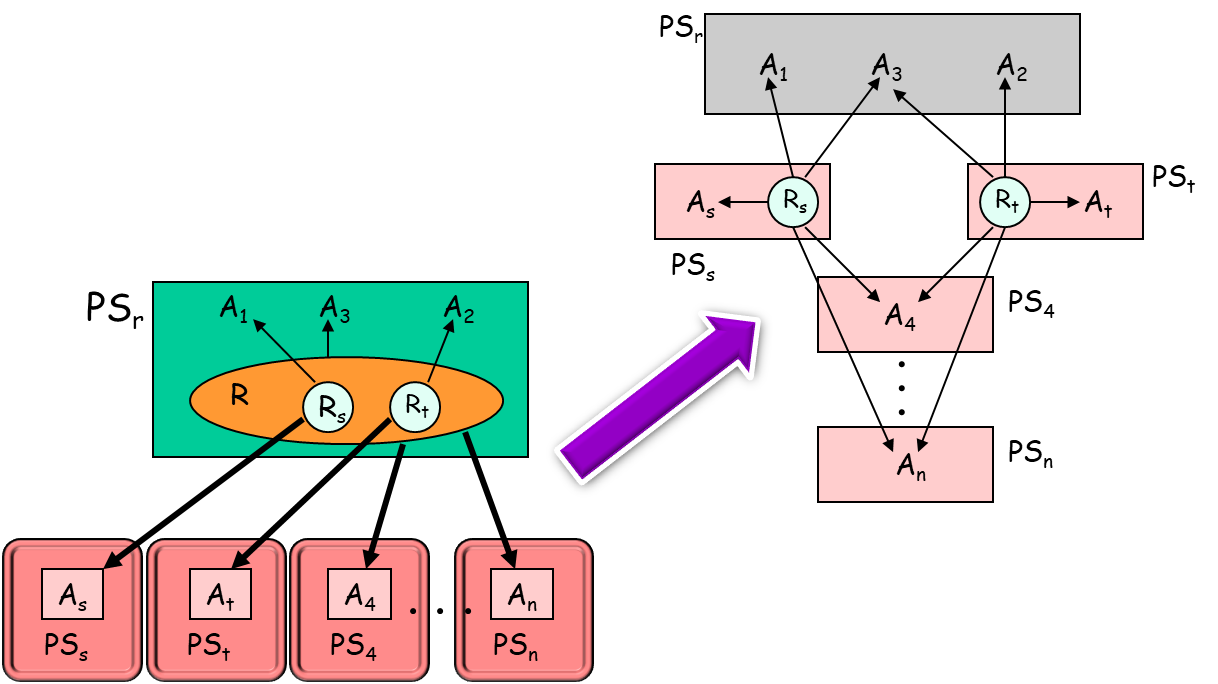 PSr
A1 A3 A2
As Rs Rt At PSt
PSs
A4 PS4
An PSn
PSr A1 A3 A2
R Rs Rt
As At A4 . . . An
PSs PSt PS4 PSn